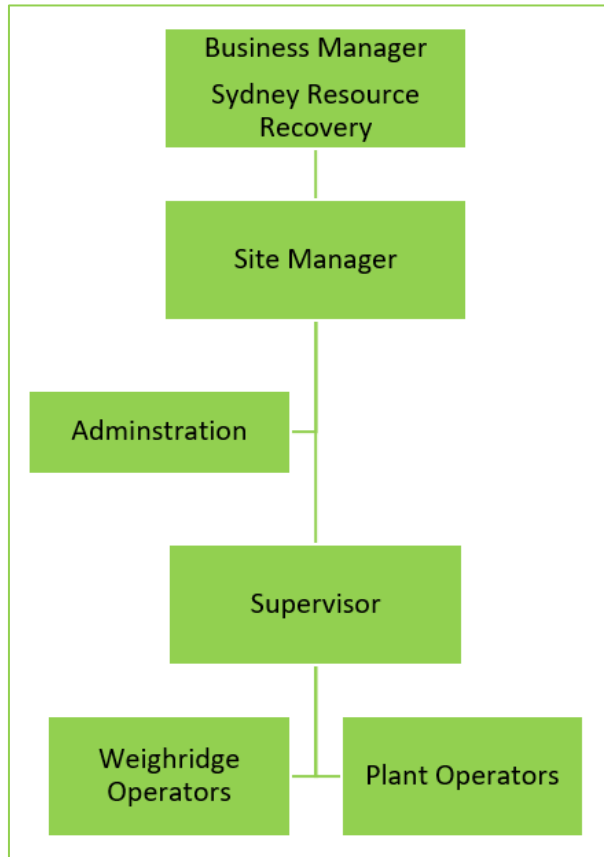 Business Manager
Sydney Resource
Recovery
Site Manager
Adminstration
Supervisor
Weighridge
Operators
Plant Operators